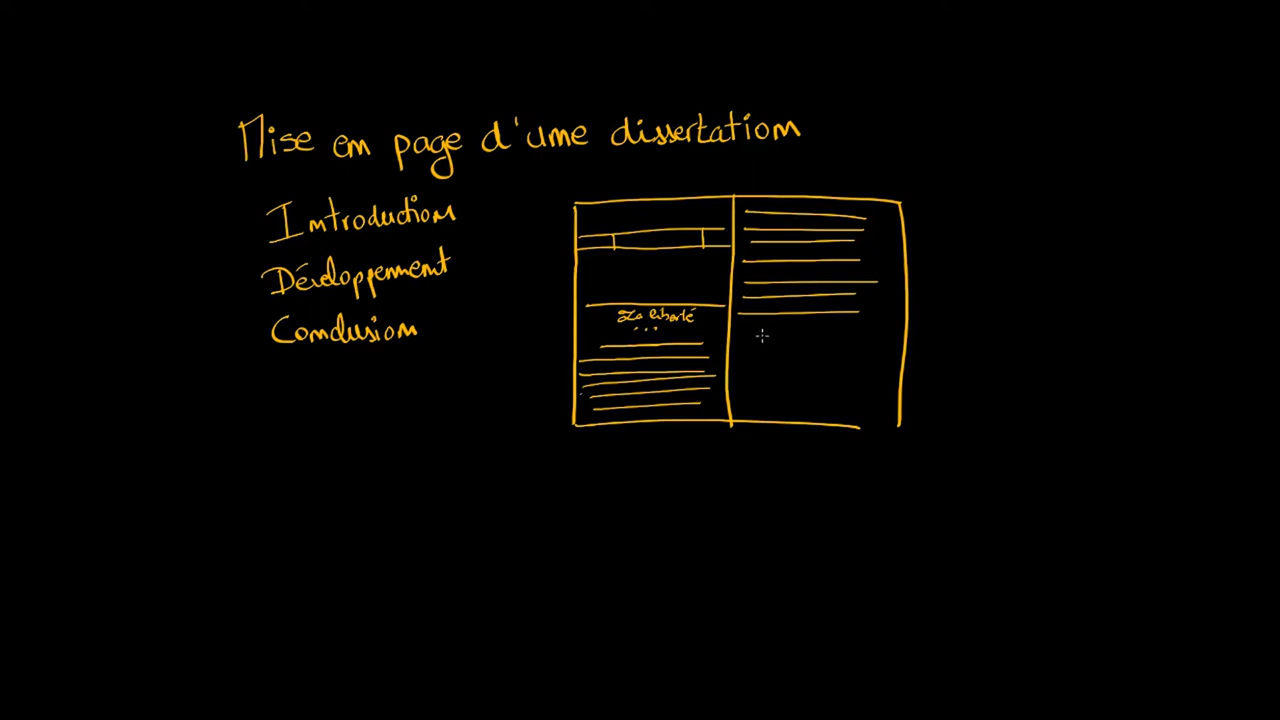 Mise en page d'une dissertation
Introduction
Développement
Conclusion
La liberté
...